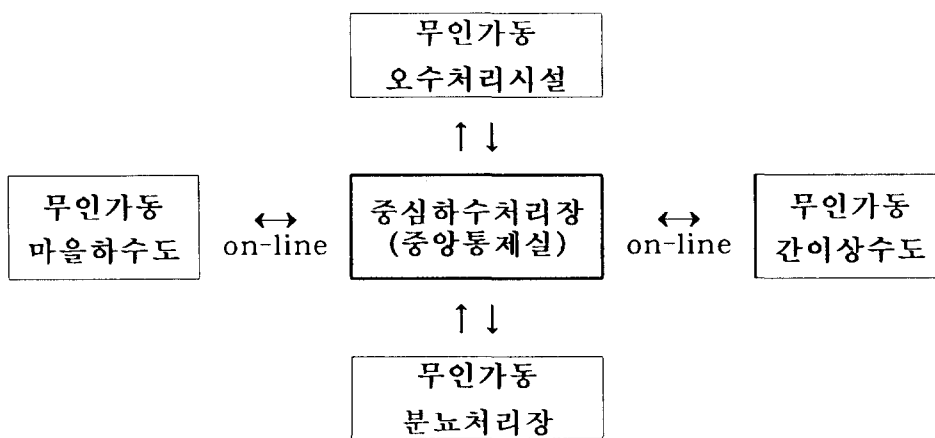 무인가동
오수처리시설
↑ ↓
무인가동
마을하수도
↔
on-line
중심하수처리장
(중앙통제실)
↔
on-line
무인가동
간이상수도
↑ ↓
무인가동
분뇨처리장